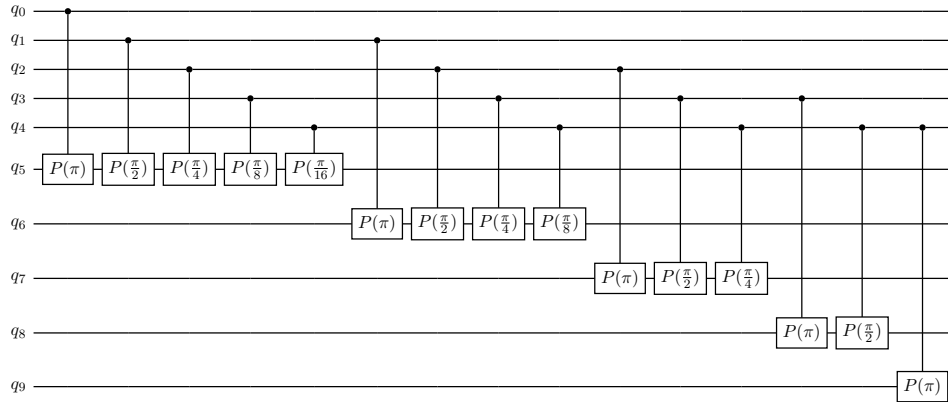 q₀
q₁
q₂
q₃
q₄
q₅ P(π) P(π/2) P(π/4) P(π/8) P(π/16)
q₆ P(π) P(π/2) P(π/4) P(π/8)
q₇ P(π) P(π/2) P(π/4)
q₈ P(π) P(π/2)
q₉ P(π)